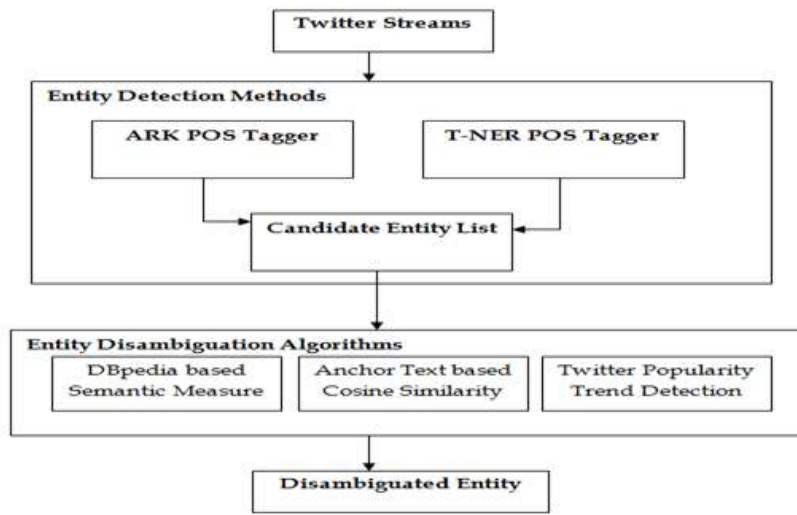 Twitter Streams
Entity Detection Methods
ARK POS Tagger
T-NER POS Tagger
Candidate Entity List
Entity Disambiguation Algorithms
DBpedia based
Semantic Measure
Anchor Text based
Cosine Similarity
Twitter Popularity
Trend Detection
Disambiguated Entity